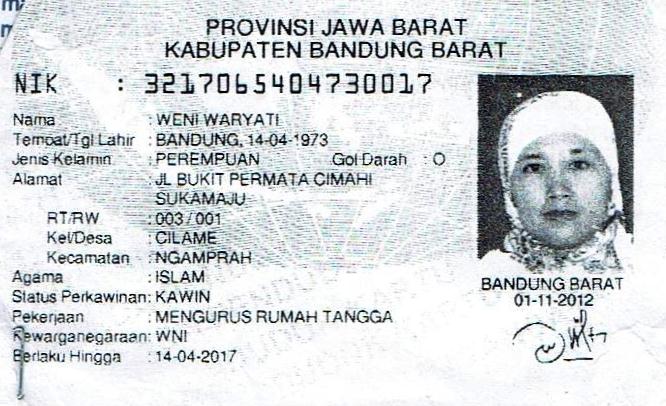 PROVINSI JAWA BARAT
KABUPATEN BANDUNG BARAT
NIK : 3217065404730017
Nama : WENI WARYATI
Tempat/Tgl Lahir : BANDUNG, 14-04-1973
Jenis Kelamin : PEREMPUAN Gol Darah : O
Alamat : JL BUKIT PERMATA CIMAHI
SUKAMAJU
RT/RW : 003 / 001
Kel/Desa : CILAME
Kecamatan : NGAMPRAH
Agama : ISLAM
Status Perkawinan: KAWIN
Pekerjaan : MENGURUS RUMAH TANGGA
Kewarganegaraan: WNI
Berlaku Hingga : 14-04-2017
BANDUNG BARAT
01-11-2012